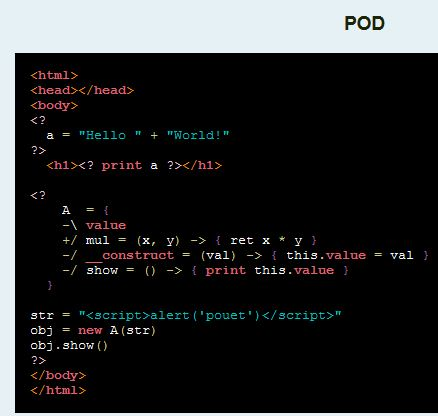 POD
<html>
<head></head>
<body>
<?
  a = "Hello " + "World!"
?>
  <h1><? print a ?></h1>

<?
    A  = {
    -\ value
    +/ mul = (x, y) -> { ret x * y }
    -/ __construct = (val) -> { this.value = val }
    -/ show = () -> { print this.value }
  }

str = "<script>alert('pouet')</script>"
obj = new A(str)
obj.show()
?>
</body>
</html>